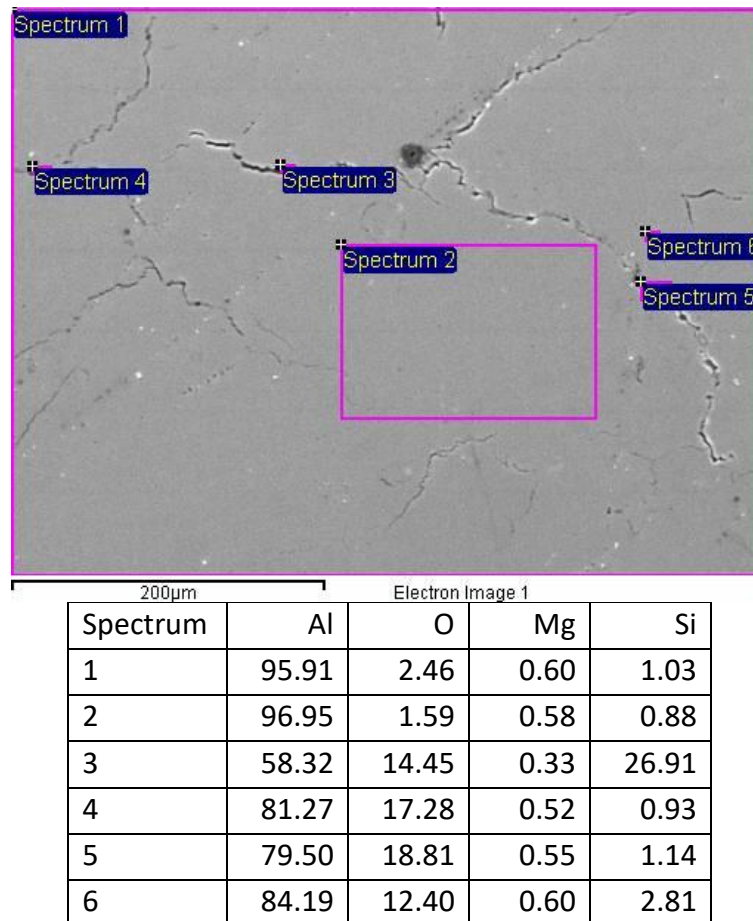 Spectrum 1
Spectrum 4
Spectrum 3
Spectrum 2
Spectrum 6
Spectrum 5
200µm Electron Image 1
Spectrum Al O Mg Si
1 95.91 2.46 0.60 1.03
2 96.95 1.59 0.58 0.88
3 58.32 14.45 0.33 26.91
4 81.27 17.28 0.52 0.93
5 79.50 18.81 0.55 1.14
6 84.19 12.40 0.60 2.81